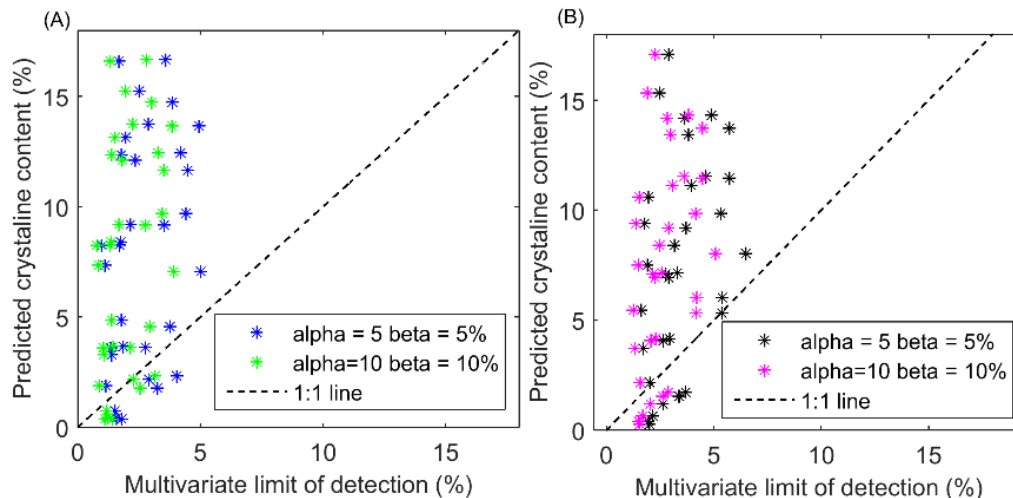 (A)
Predicted crystalline content (%)
15
10
5
0
alpha = 5 beta = 5%
alpha=10 beta = 10%
1:1 line
0
5
10
15
Multivariate limit of detection (%)
(B)
Predicted crystalline content (%)
15
10
5
0
alpha = 5 beta = 5%
alpha=10 beta = 10%
1:1 line
0
5
10
15
Multivariate limit of detection (%)